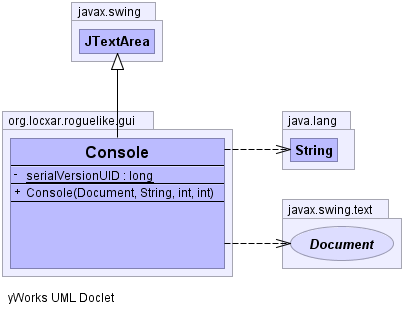 javax.swing
JTextArea
org.locxar.roguelike.gui
java.lang
Console
String
- serialVersionUID : long
+ Console(Document, String, int, int)
javax.swing.text
Document
yWorks UML Doclet